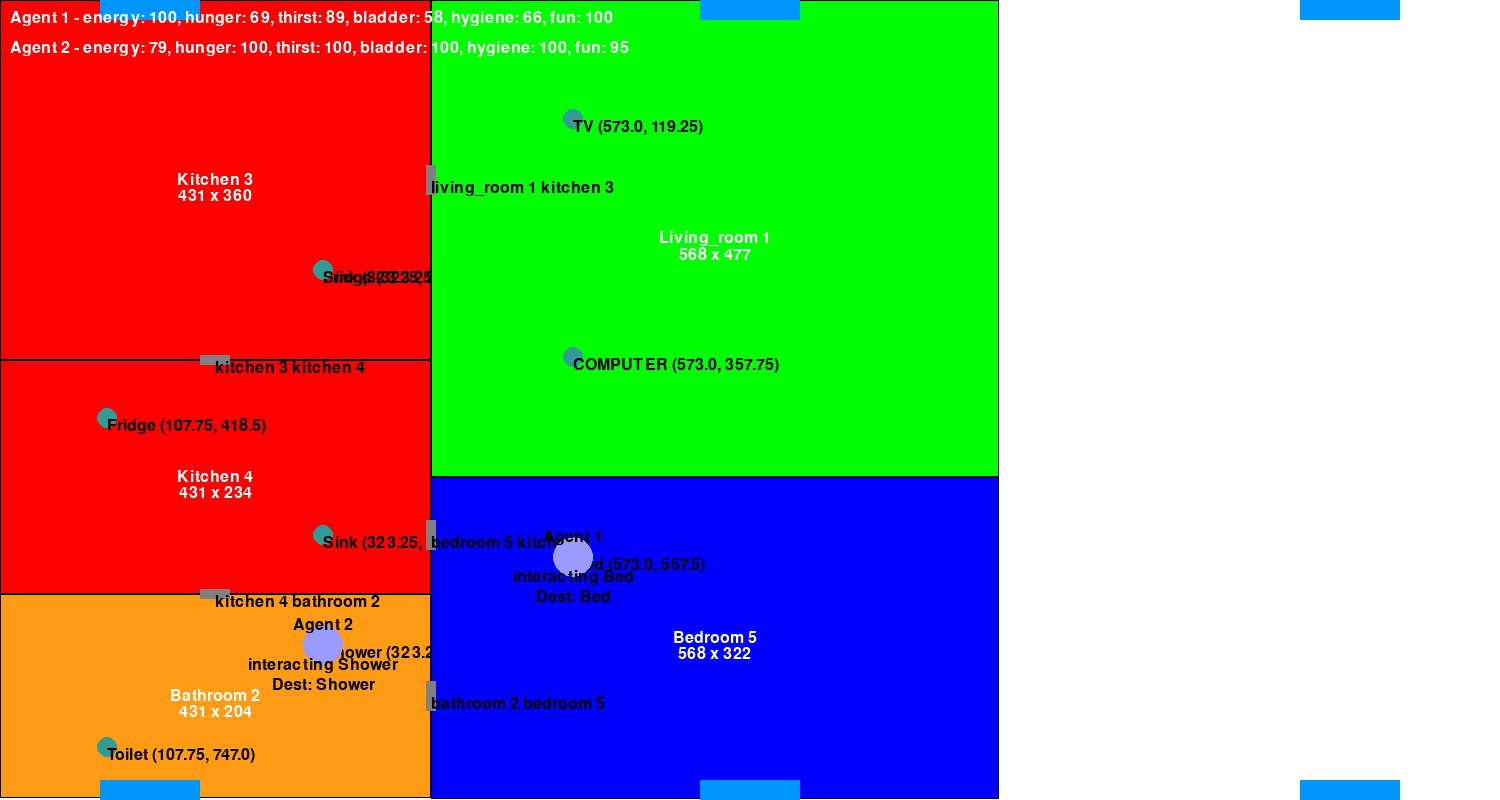 Agent 1 - energy: 100, hunger: 69, thirst: 89, bladder: 58, hygiene: 66, fun: 100
Agent 2 - energy: 79, hunger: 100, thirst: 100, bladder: 100, hygiene: 100, fun: 95
TV (573.0, 119.25)
Kitchen 3
431 x 360
living_room 1 kitchen 3
Living_room 1
568 x 477
kitchen 3 kitchen 4
COMPUTER (573.0, 357.75)
Fridge (107.75, 418.5)
Kitchen 4
431 x 234
Sink (323.25,
bedroom 5 kitch
Agent 1
(573.0, 557.5)
interacting Bed
Dest: Bed
kitchen 4 bathroom 2
Agent 2
(323.2
interacting Shower
Dest: Shower
Bedroom 5
568 x 322
Bathroom 2
431 x 204
bathroom 2 bedroom 5
Toilet (107.75, 747.0)